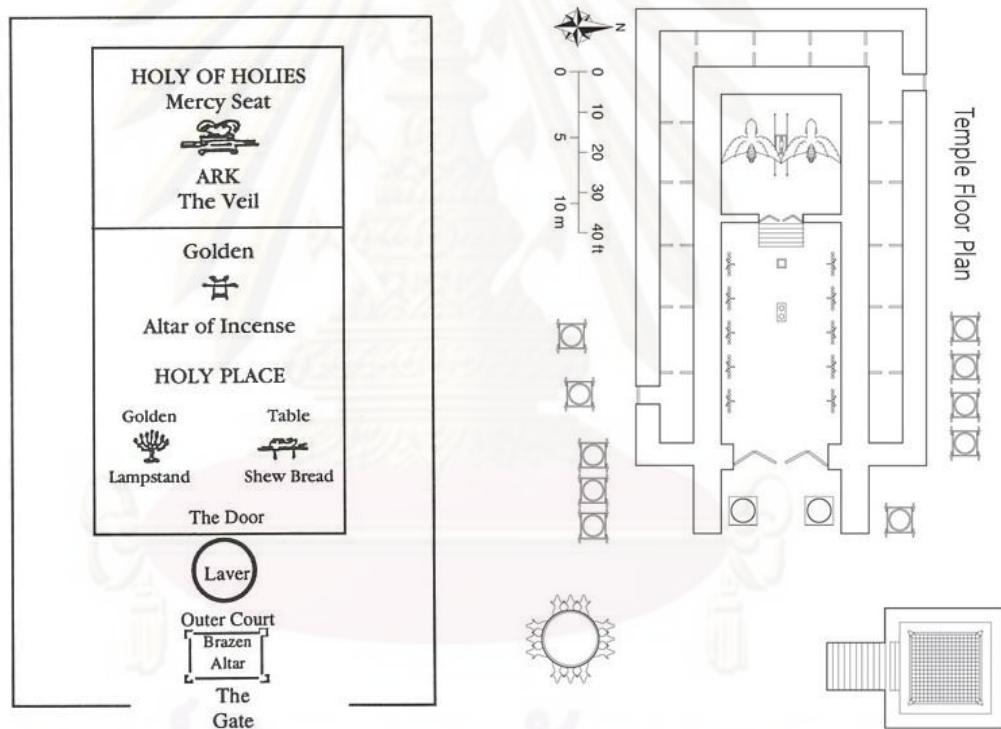 HOLY OF HOLIES
Mercy Seat
ARK
The Veil
Golden
Altar of Incense
HOLY PLACE
Golden
Lampstand
Table
Shew Bread
The Door
Laver
Outer Court
Brazen
Altar
The
Gate
N
0 0
10
5 20
30
10 m 40 ft
Temple Floor Plan